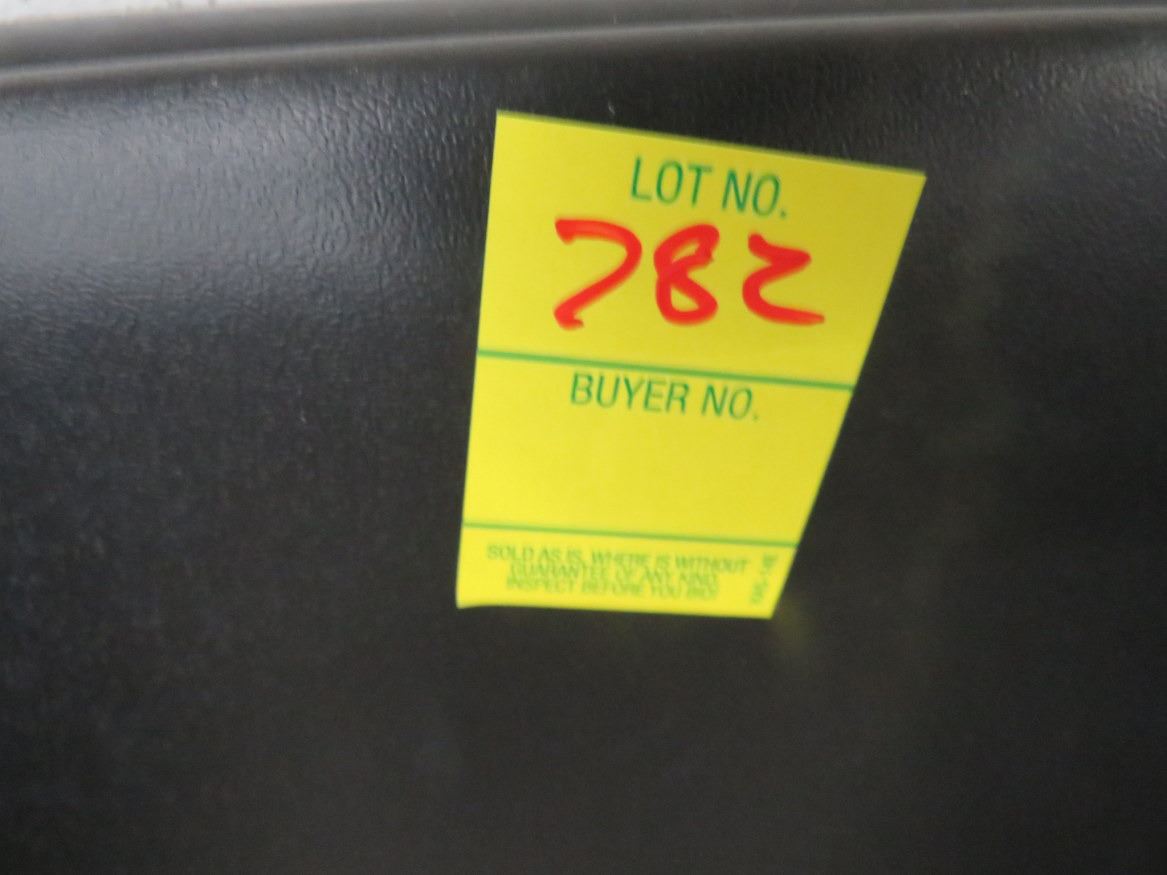 LOT NO.
782
BUYER NO.
SOLD AS IS, WHERE IS WITHOUT
GUARANTEE OF ANY KIND.
INSPECT BEFORE YOU BID!